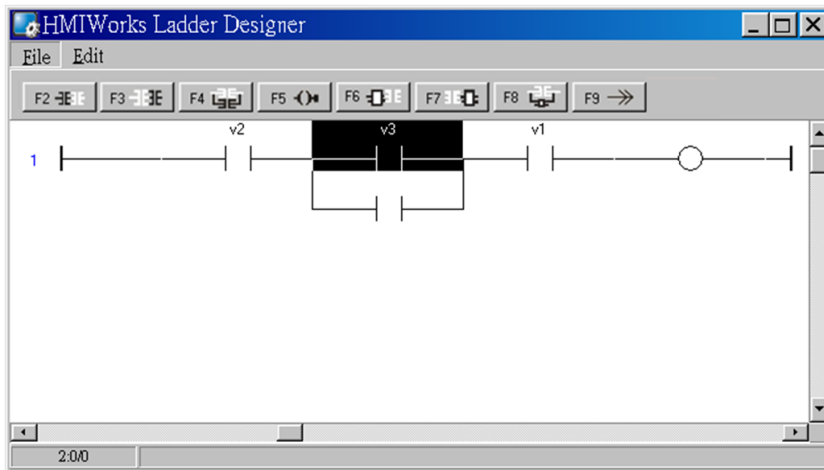 HMIWorks Ladder Designer
File Edit
F2 F3 F4 F5 F6 F7 F8 F9
v2 v3 v1
1
2:0/0